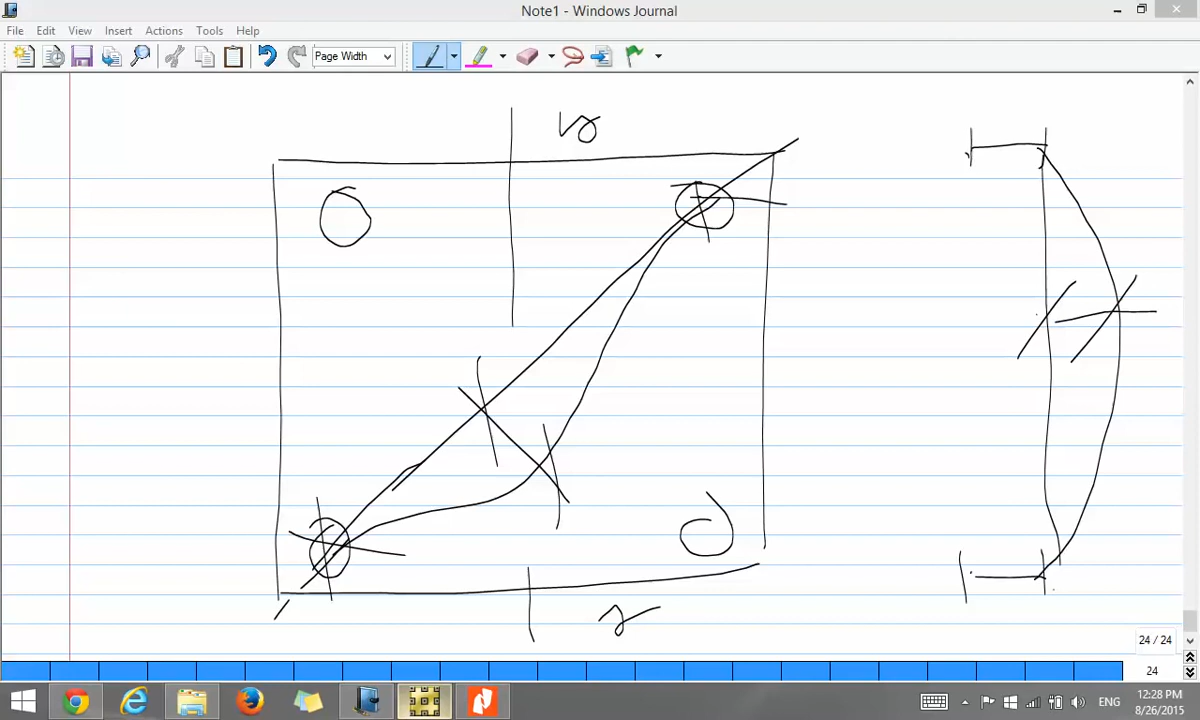 Note1 - Windows Journal
File Edit View Insert Actions Tools Help
Page Width
24 / 24
24
ENG
12:28 PM
8/26/2015